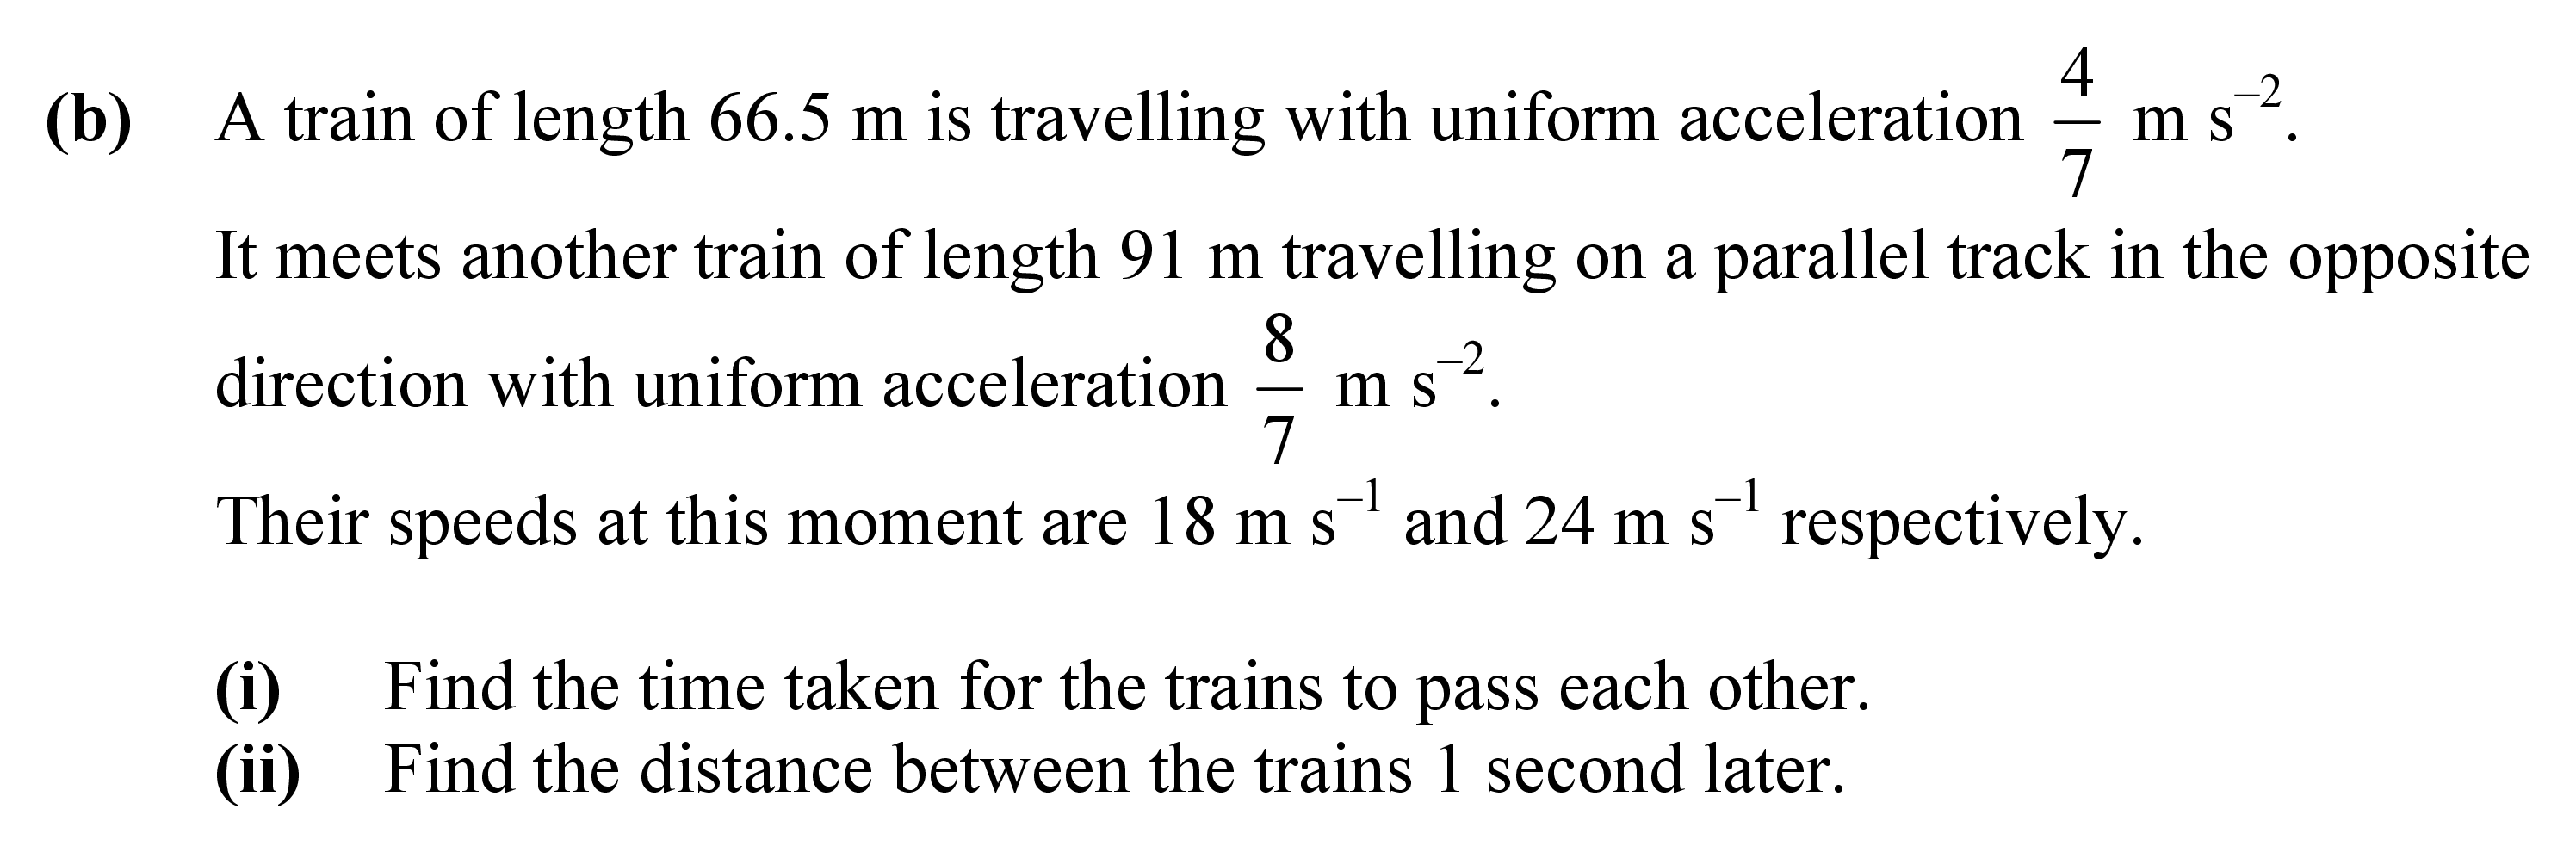 (b) A train of length 66.5 m is travelling with uniform acceleration 4/7 m s⁻².
It meets another train of length 91 m travelling on a parallel track in the opposite
direction with uniform acceleration 8/7 m s⁻².
Their speeds at this moment are 18 m s⁻¹ and 24 m s⁻¹ respectively.
(i) Find the time taken for the trains to pass each other.
(ii) Find the distance between the trains 1 second later.